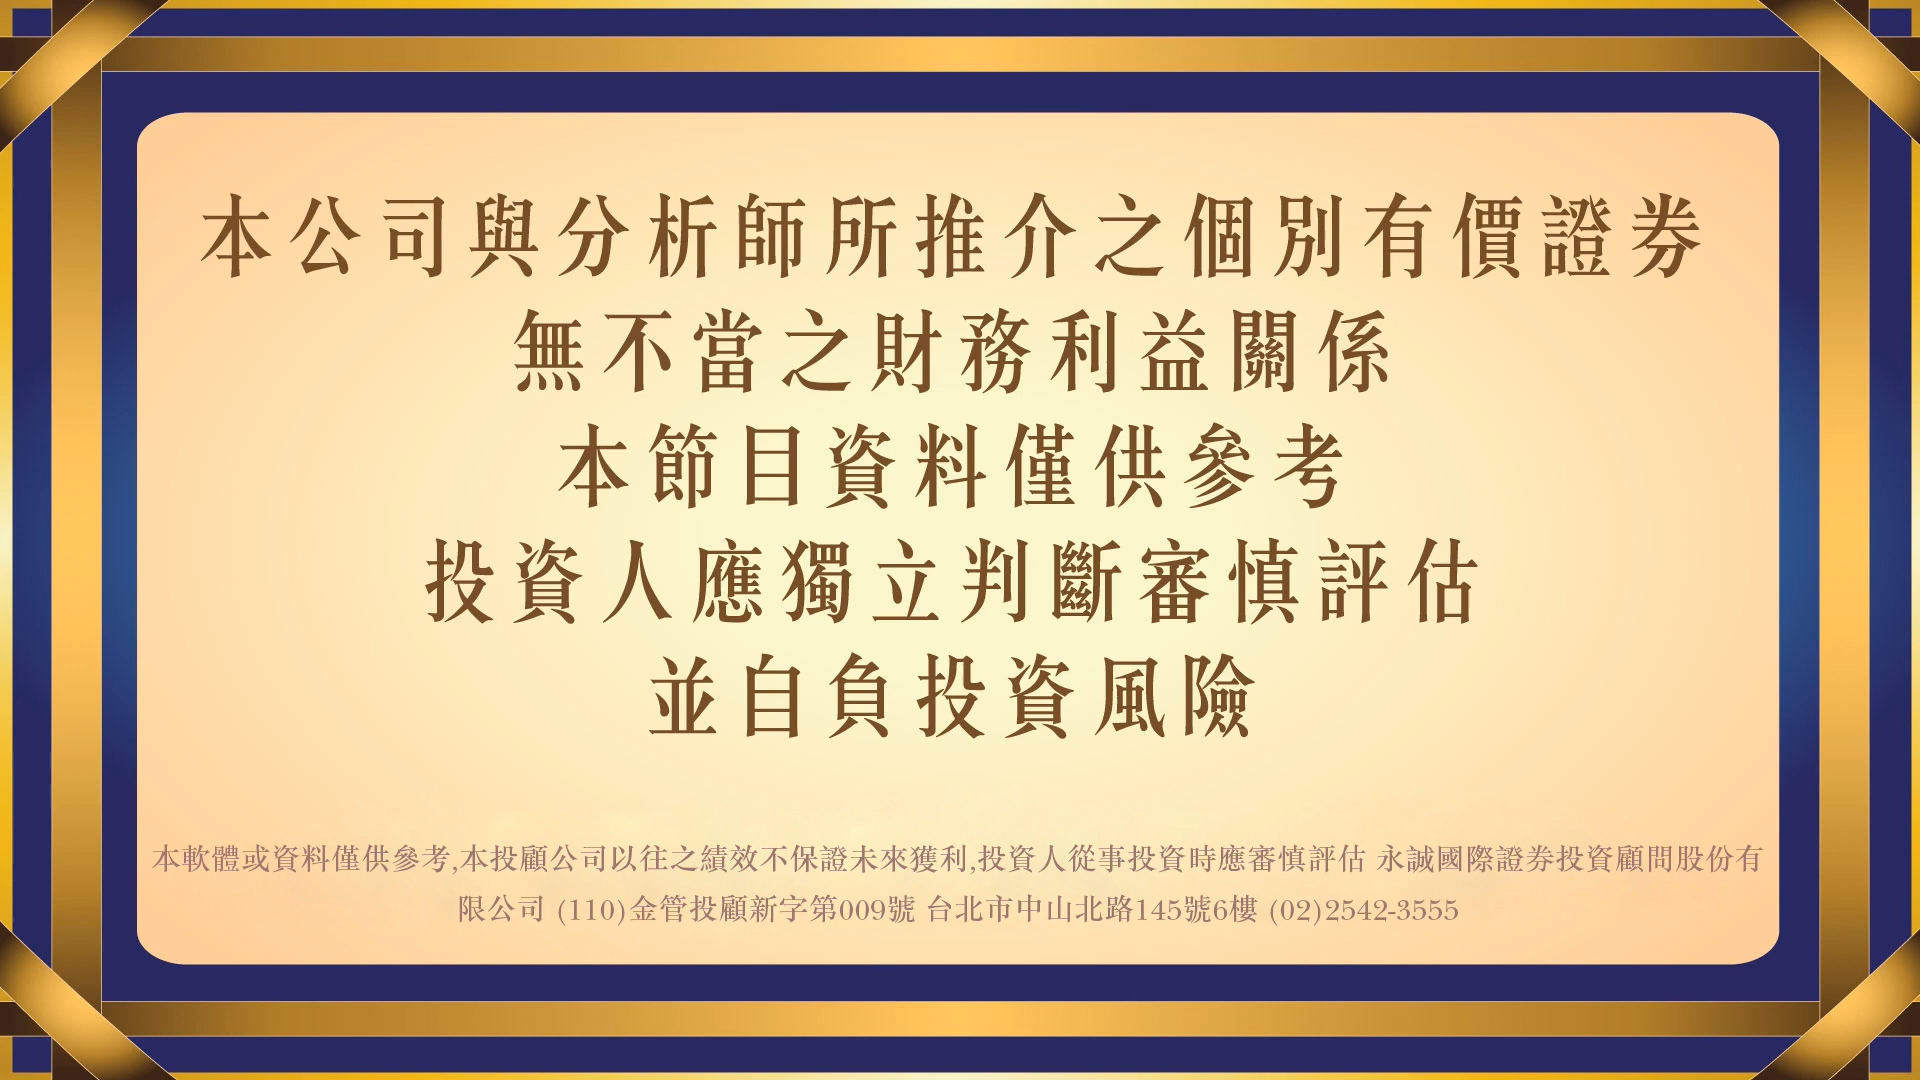 本公司與分析師所推介之個別有價證券
無不當之財務利益關係
本節目資料僅供參考
投資人應獨立判斷審慎評估
並自負投資風險
本軟體或資料僅供參考,本投顧公司以往之績效不保證未來獲利,投資人從事投資時應審慎評估 永誠國際證券投資顧問股份有
限公司 (110)金管投顧新字第009號 台北市中山北路145號6樓 (02)2542-3555